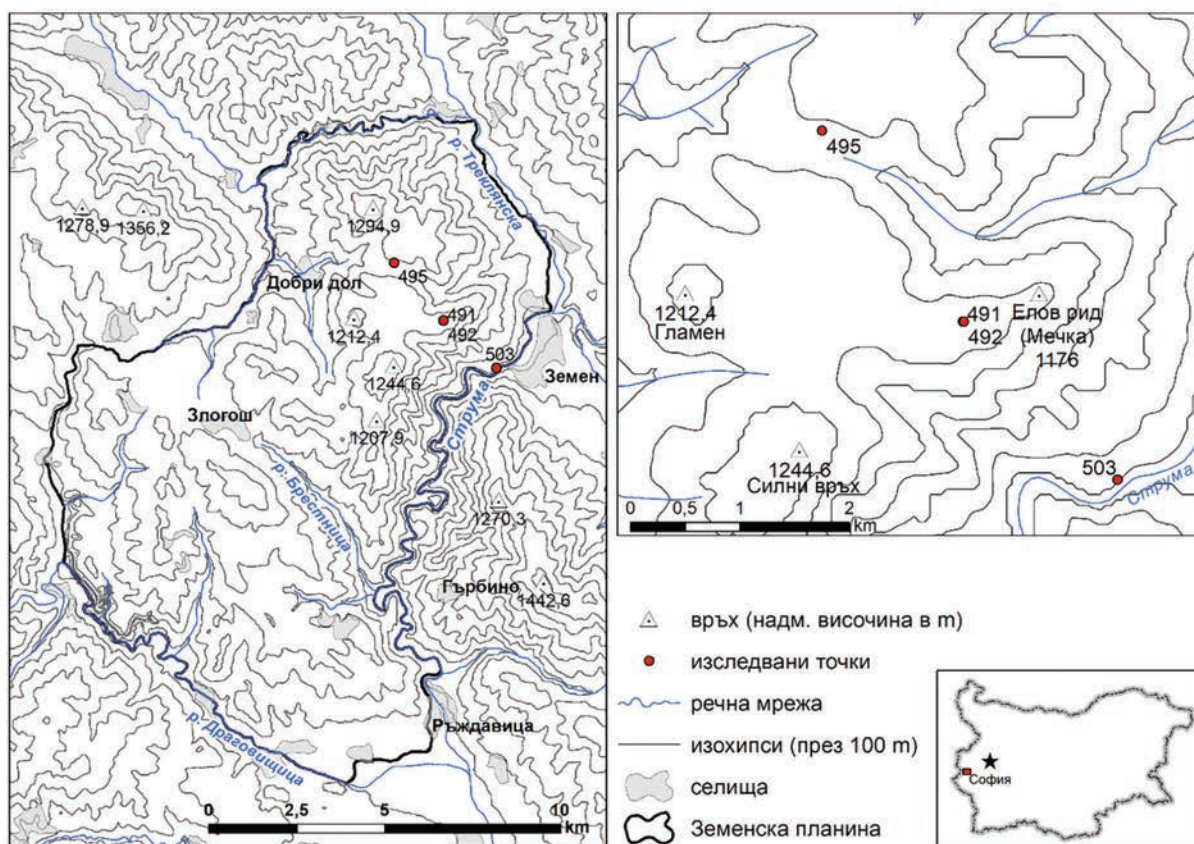 р. Треклянска
1278,9
1356,2
1294,9
495
Добри дол
491
1212,4
492
503
1244,6
Земен
Злогош
Струма
1207,9
р. Брестница
1270,3
Гърбино
1442,6
Ръждавица
р. Драговищица
0
2,5
5
10
km
495
1212,4
Гламен
491
492
Елов рид
(Мечка)
1176
503
1244,6
Силни връх
Струма
0
0,5
1
2
km
връх (надм. височина в m)
изследвани точки
речна мрежа
изохипси (през 100 m)
селища
Земенска планина
София